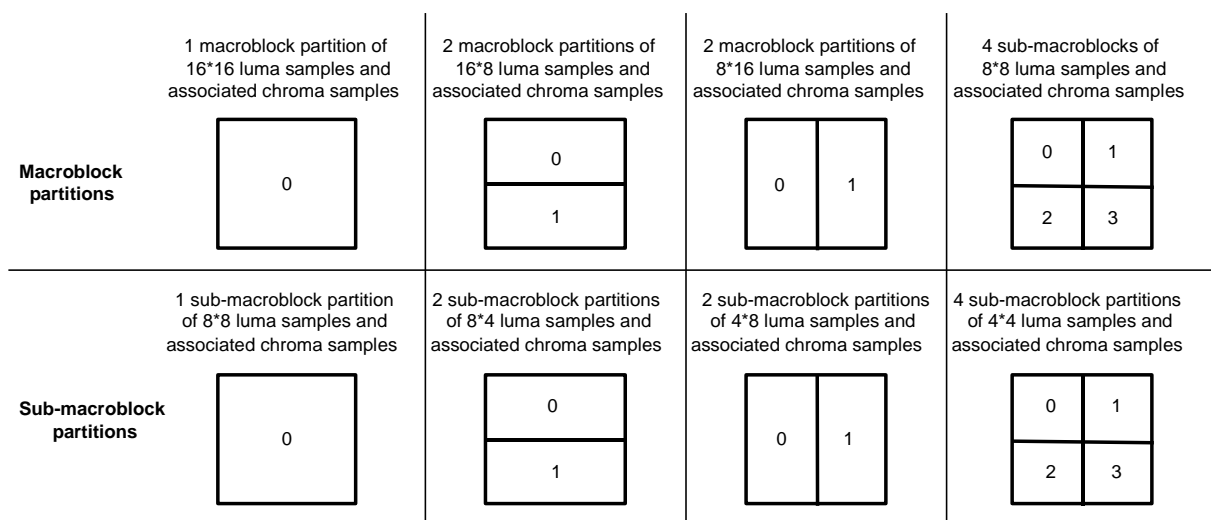 1 macroblock partition of
16*16 luma samples and
associated chroma samples
2 macroblock partitions of
16*8 luma samples and
associated chroma samples
2 macroblock partitions of
8*16 luma samples and
associated chroma samples
4 sub-macroblocks of
8*8 luma samples and
associated chroma samples
Macroblock
partitions
0
0
1
0 1
0 1
2 3
1 sub-macroblock partition
of 8*8 luma samples and
associated chroma samples
2 sub-macroblock partitions
of 8*4 luma samples and
associated chroma samples
2 sub-macroblock partitions
of 4*8 luma samples and
associated chroma samples
4 sub-macroblock partitions
of 4*4 luma samples and
associated chroma samples
Sub-macroblock
partitions
0
0
1
0 1
0 1
2 3